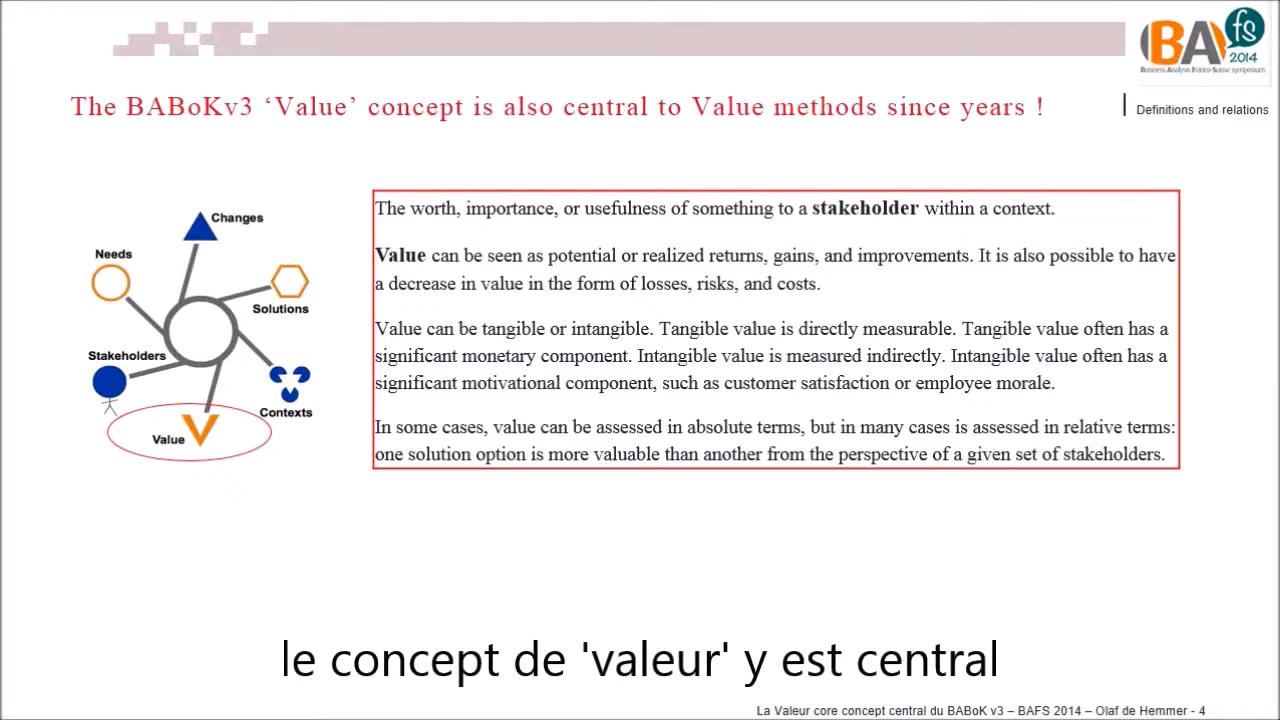 BA fs
2014
Business Analysis Franco-Suisse symposium
The BABoKv3 ‘Value’ concept is also central to Value methods since years !
Definitions and relations
Changes
Needs
Solutions
Stakeholders
Contexts
Value
The worth, importance, or usefulness of something to a stakeholder within a context.
Value can be seen as potential or realized returns, gains, and improvements. It is also possible to have
a decrease in value in the form of losses, risks, and costs.
Value can be tangible or intangible. Tangible value is directly measurable. Tangible value often has a
significant monetary component. Intangible value is measured indirectly. Intangible value often has a
significant motivational component, such as customer satisfaction or employee morale.
In some cases, value can be assessed in absolute terms, but in many cases is assessed in relative terms:
one solution option is more valuable than another from the perspective of a given set of stakeholders.
le concept de 'valeur' y est central
La Valeur core concept central du BABoK v3 – BAFS 2014 – Olaf de Hemmer - 4